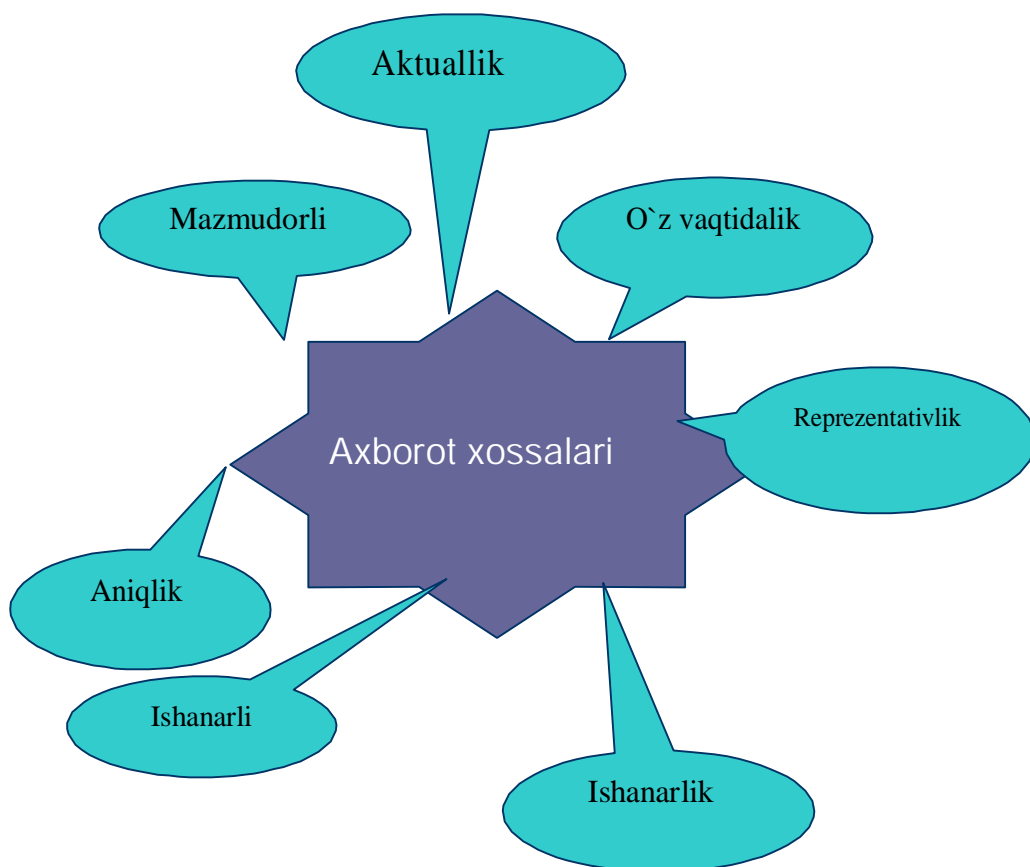 Aktuallik
Mazmudorli
O`z vaqtidalik
Reprezentativlik
Axborot xossalari
Aniqlik
Ishanarli
Ishanarlik